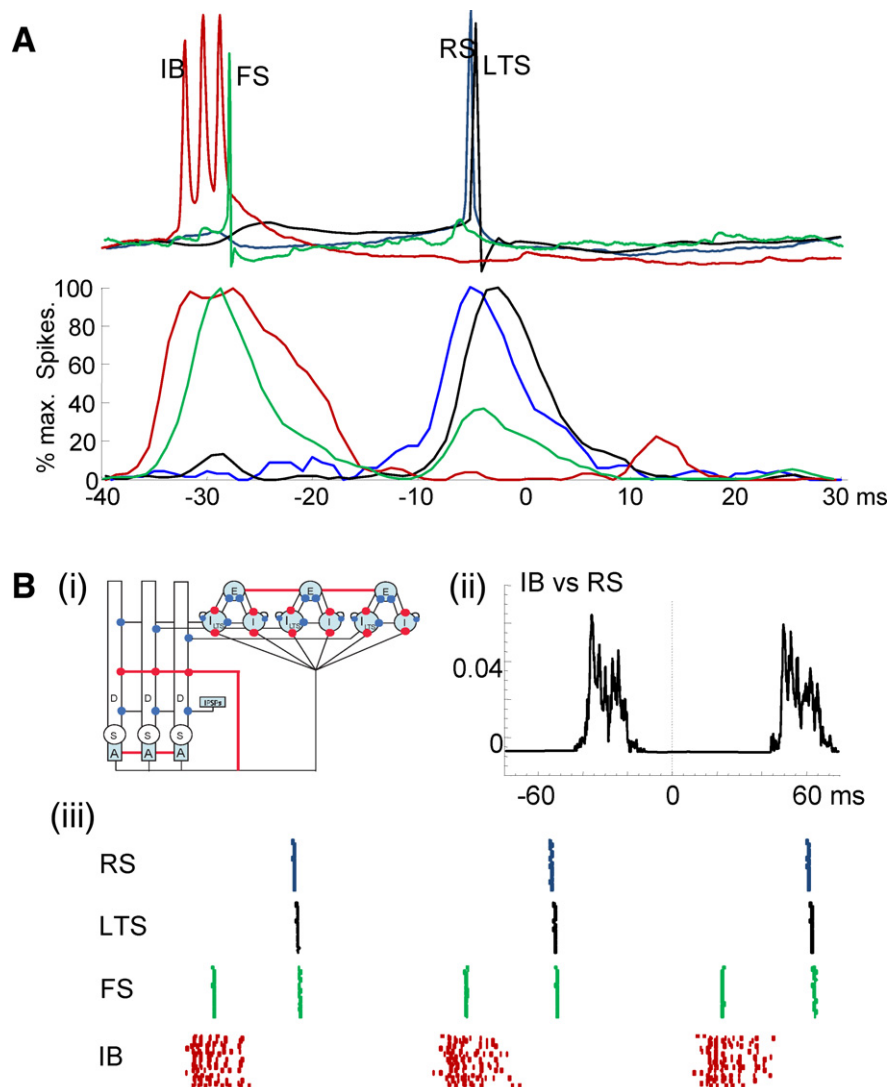 A
IB
FS
RS
LTS
% max. Spikes.
100
80
60
40
20
0
-40 -30 -20 -10 0 10 20 30 ms
B (i)
E E E
I LTS I I LTS I I LTS I
D D D
IPSPs
S S S
A A A
(ii)
IB vs RS
0.04
0
-60 0 60 ms
(iii)
RS
LTS
FS
IB